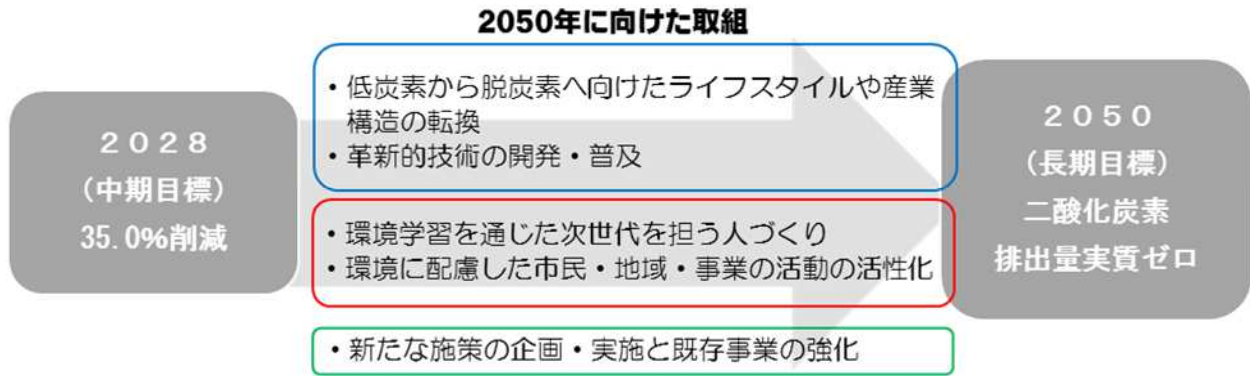 2050年に向けた取組
２０２８
（中期目標）
35.0%削減
・低炭素から脱炭素へ向けたライフスタイルや産業
構造の転換
・革新的技術の開発・普及
・環境学習を通じた次世代を担う人づくり
・環境に配慮した市民・地域・事業の活動の活性化
・新たな施策の企画・実施と既存事業の強化
２０５０
（長期目標）
二酸化炭素
排出量実質ゼロ